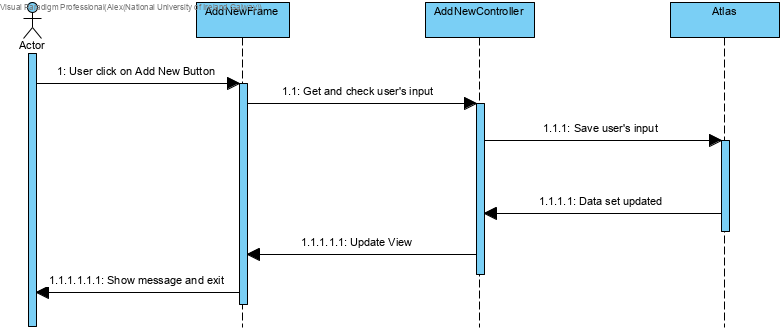 Visual Paradigm Professional(Alex(National University of
AddNewFrame
AddNewController
Atlas
Actor
1: User click on Add New Button
1.1: Get and check user's input
1.1.1: Save user's input
1.1.1.1: Data set updated
1.1.1.1.1: Update View
1.1.1.1.1.1: Show message and exit